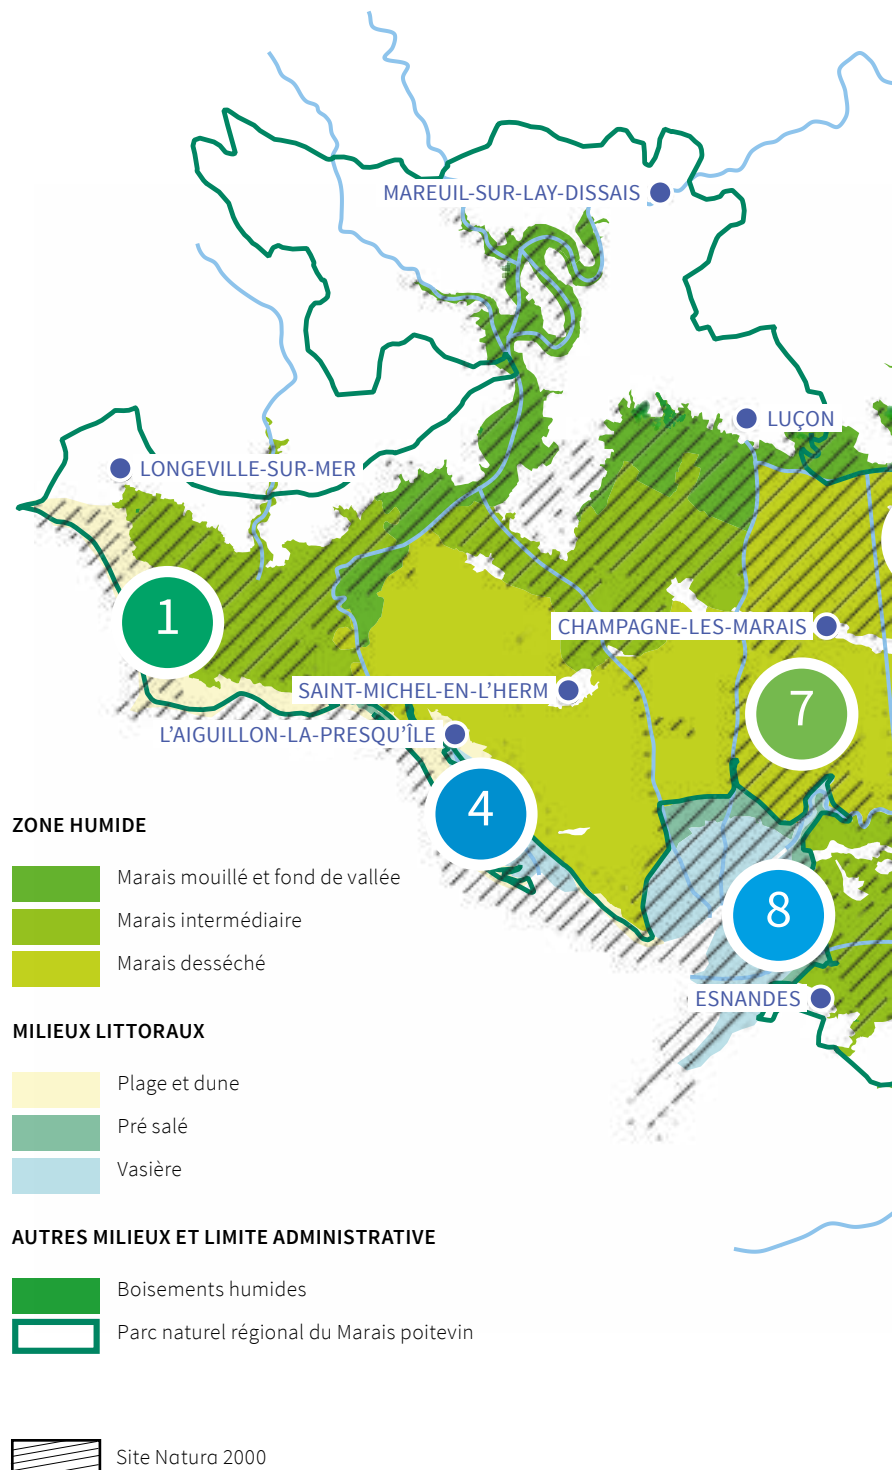 MAREUIL-SUR-LAY-DISSAIS
LUÇON
LONGEVILLE-SUR-MER
1
CHAMPAGNE-LES-MARAIS
SAINT-MICHEL-EN-L'HERM
7
L'AIGUILLON-LA-PRESQU'ÎLE
4
8
ESNANDES
ZONE HUMIDE
Marais mouillé et fond de vallée
Marais intermédiaire
Marais desséché
MILIEUX LITTORAUX
Plage et dune
Pré salé
Vasière
AUTRES MILIEUX ET LIMITE ADMINISTRATIVE
Boisements humides
Parc naturel régional du Marais poitevin
Site Natura 2000